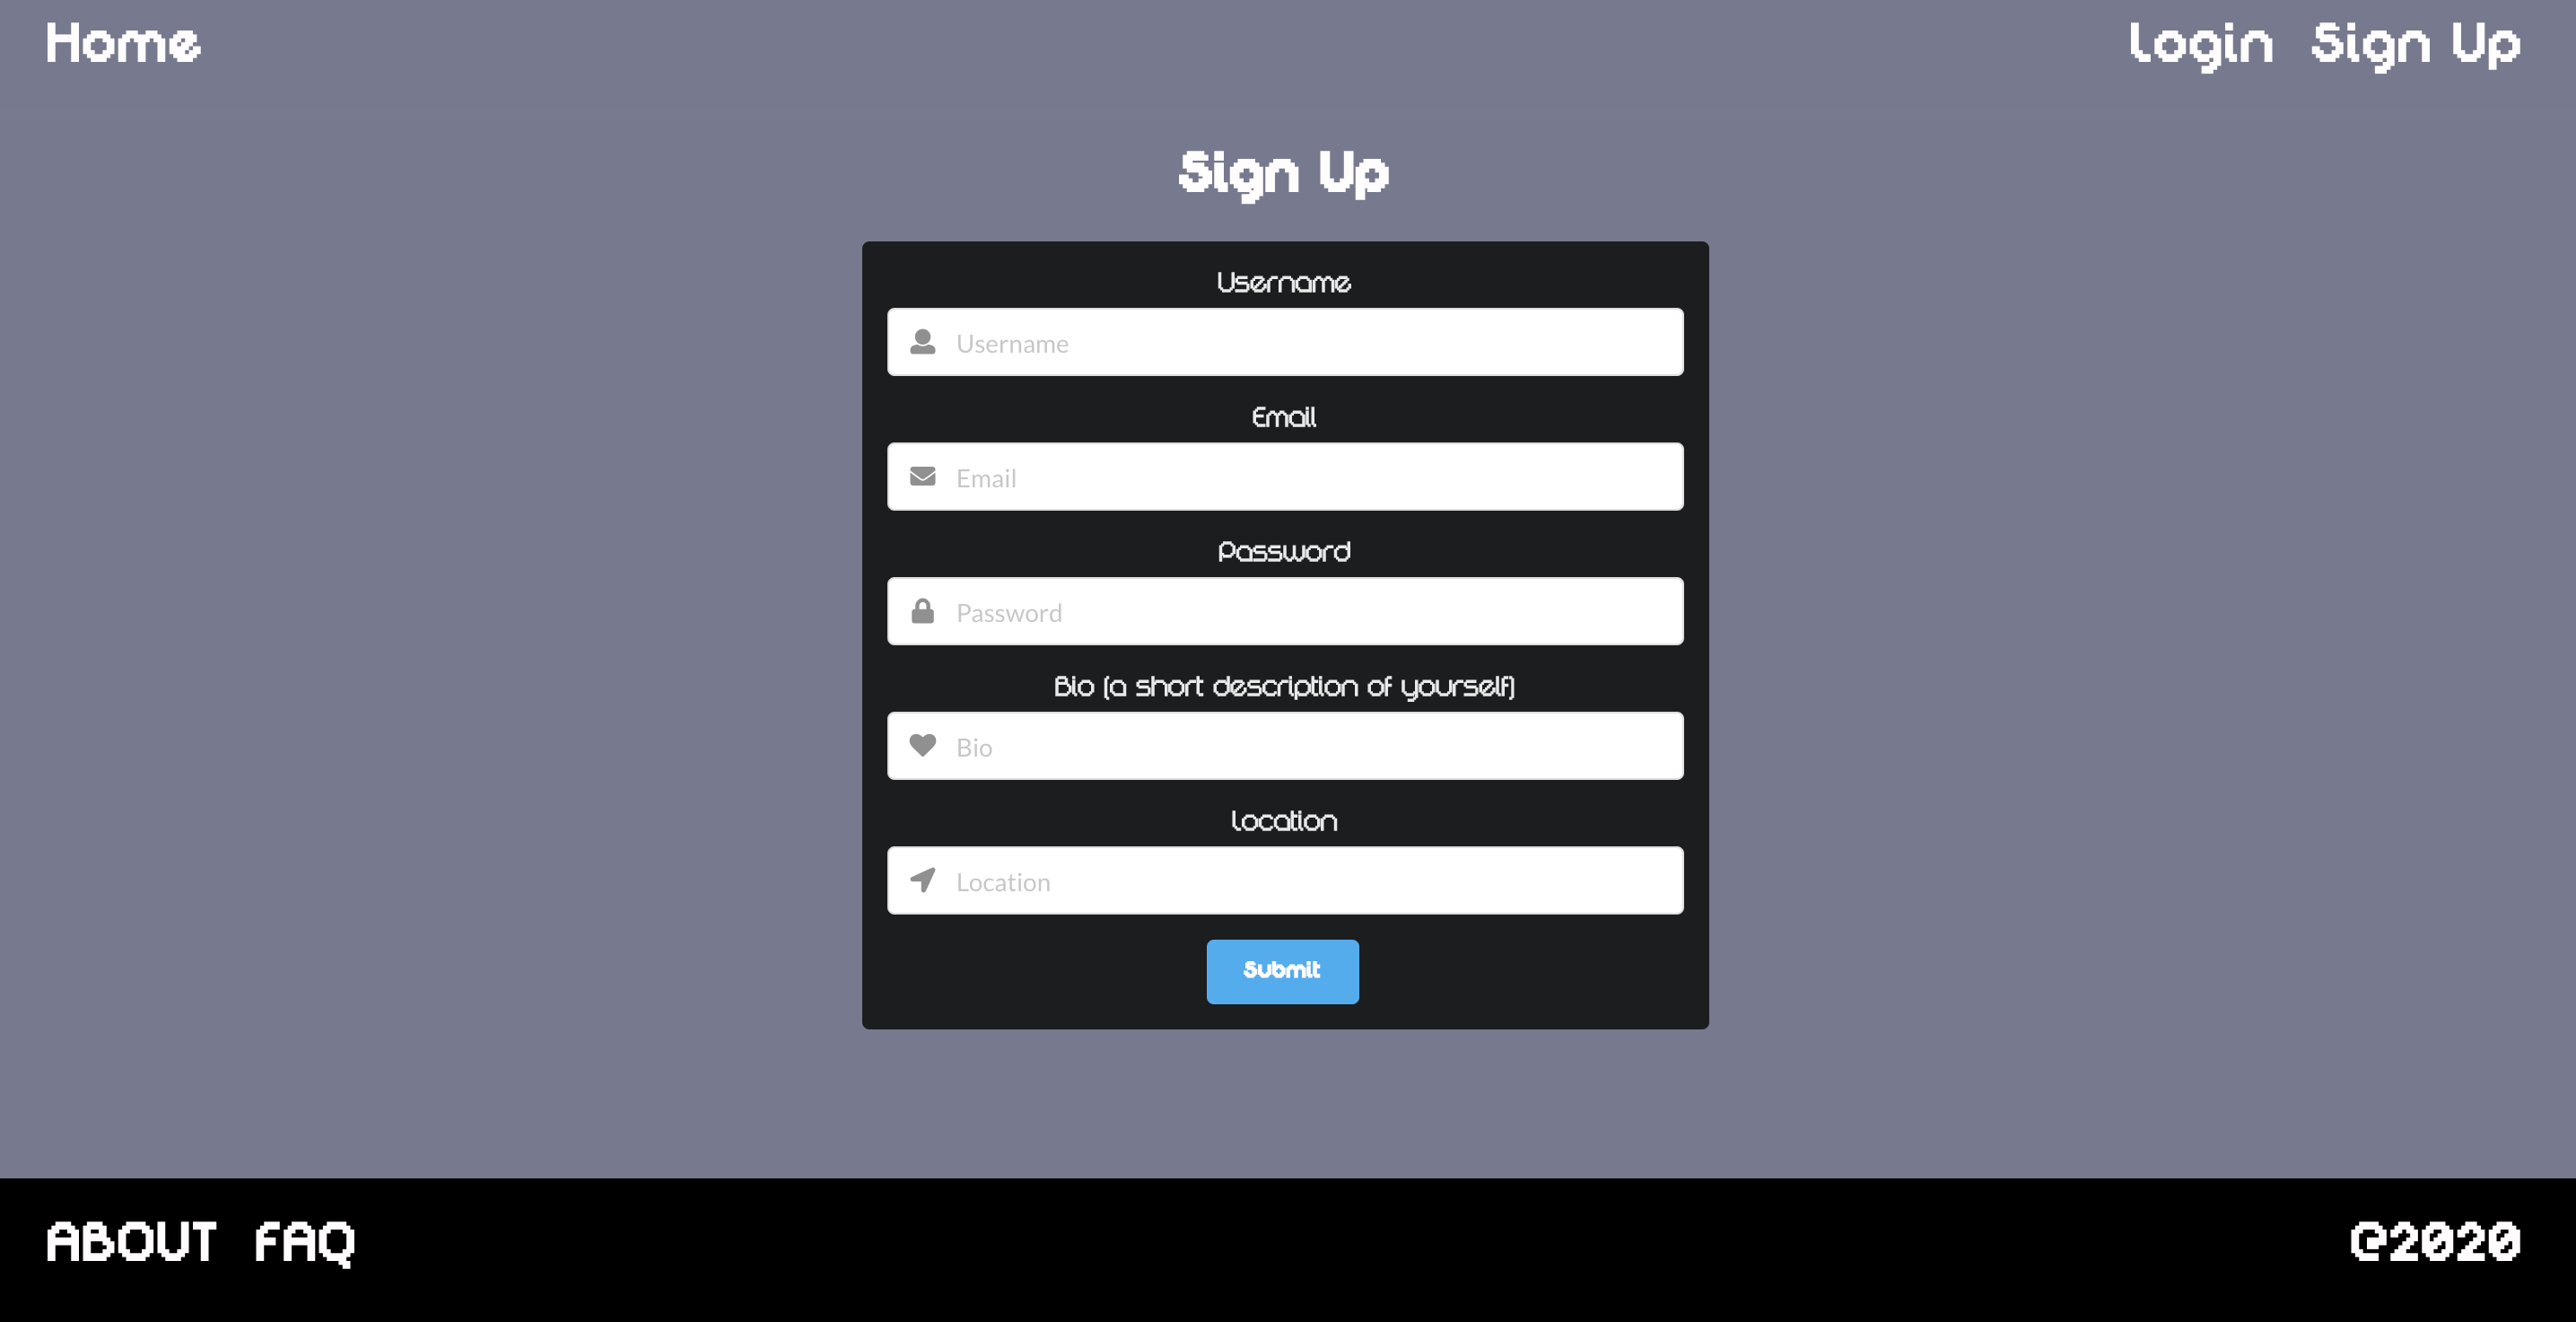 Home Login Sign Up
Sign Up
Username
Username
Email
Email
Password
Password
Bio (a short description of yourself)
Bio
Location
Location
Submit
ABOUT FAQ @2020